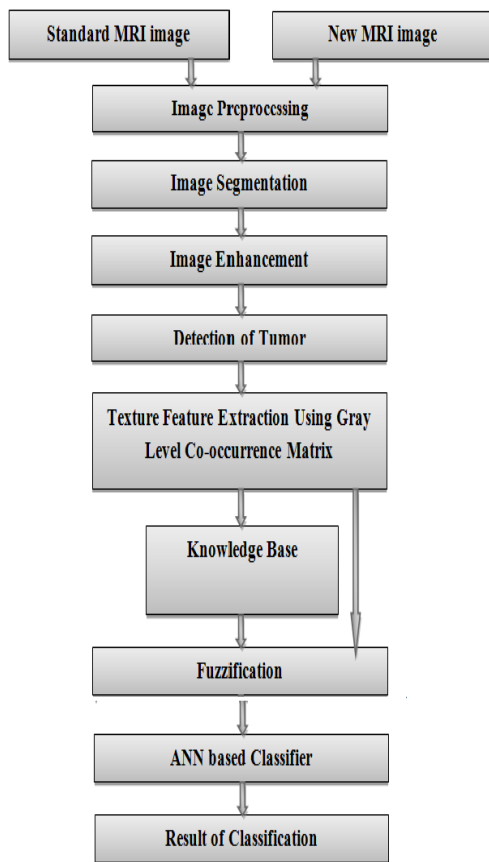 Standard MRI image
New MRI image
Image Preprocessing
Image Segmentation
Image Enhancement
Detection of Tumor
Texture Feature Extraction Using Gray
Level Co-occurrence Matrix
Knowledge Base
Fuzzification
ANN based Classifier
Result of Classification